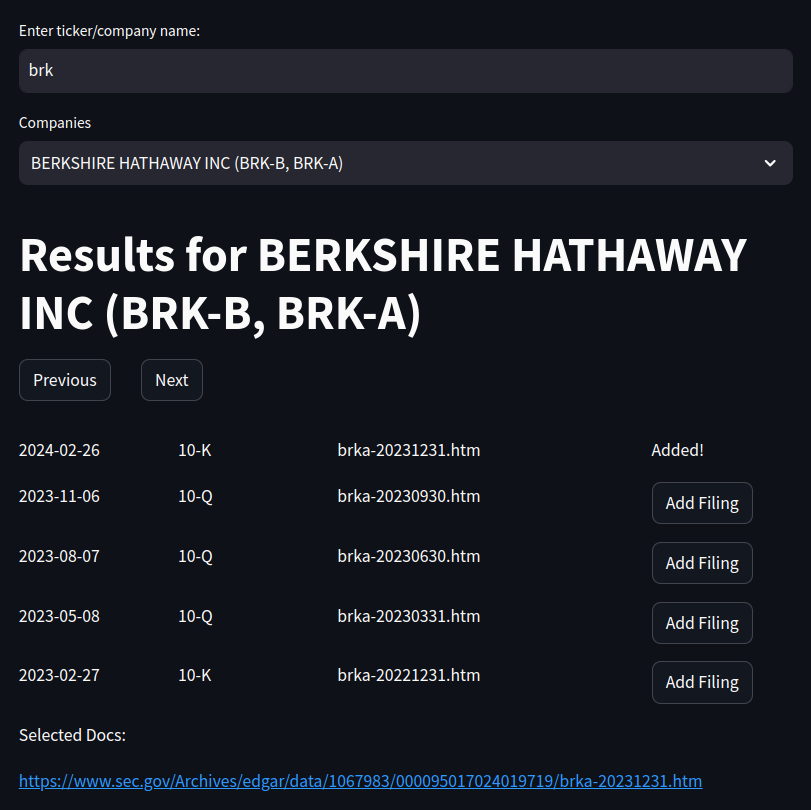 Enter ticker/company name:
brk
Companies
BERKSHIRE HATHAWAY INC (BRK-B, BRK-A)
Results for BERKSHIRE HATHAWAY
INC (BRK-B, BRK-A)
Previous Next
2024-02-26 10-K brka-20231231.htm Added!
2023-11-06 10-Q brka-20230930.htm Add Filing
2023-08-07 10-Q brka-20230630.htm Add Filing
2023-05-08 10-Q brka-20230331.htm Add Filing
2023-02-27 10-K brka-20221231.htm Add Filing
Selected Docs:
https://www.sec.gov/Archives/edgar/data/1067983/000095017024019719/brka-20231231.htm